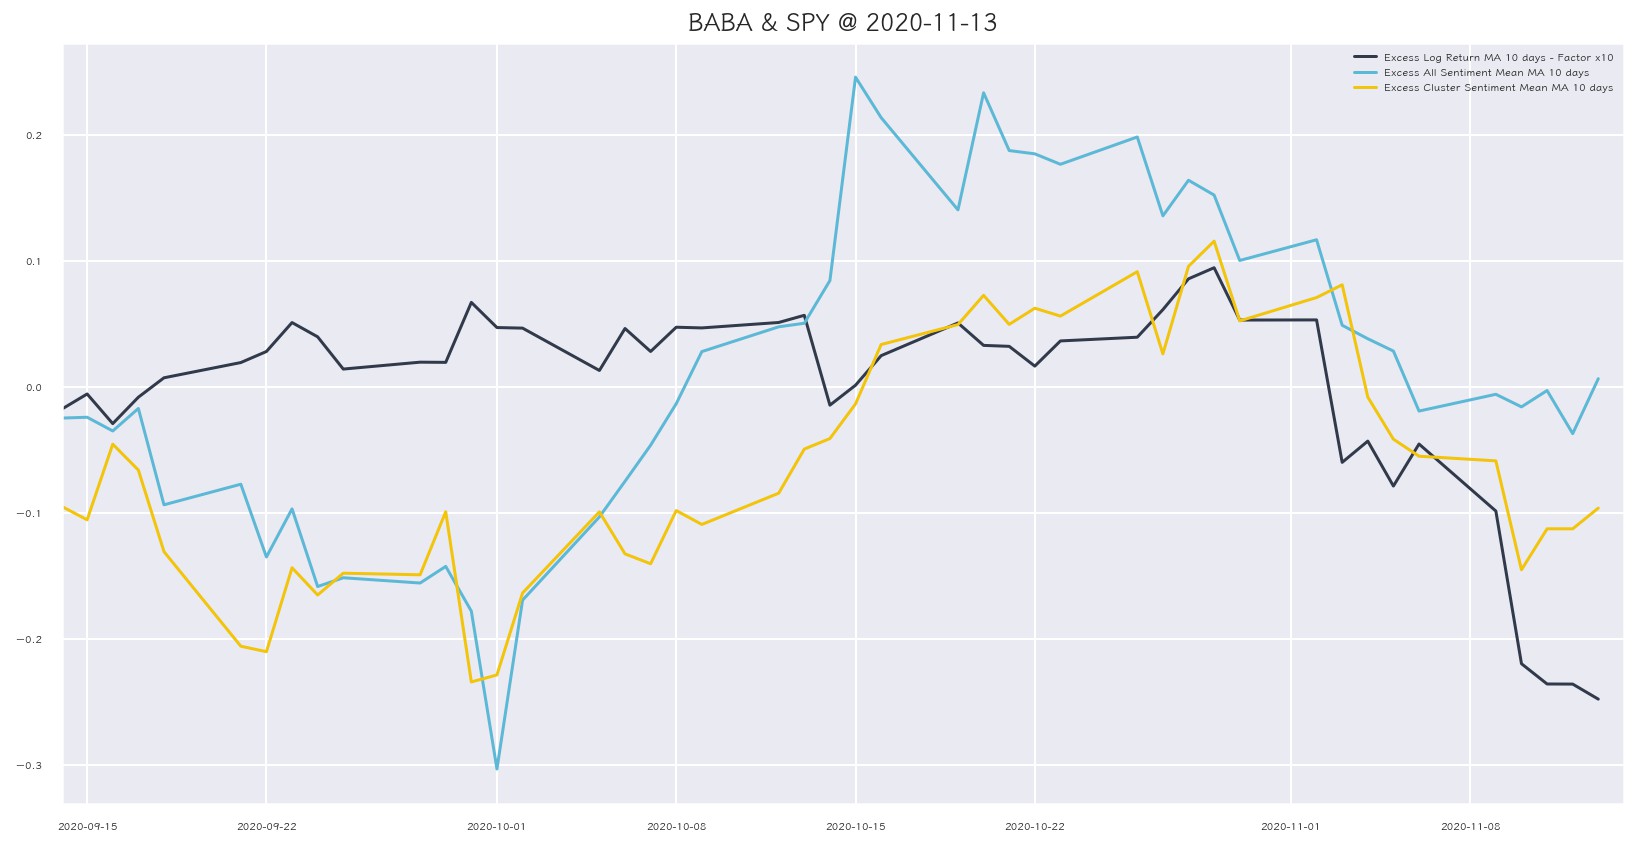 BABA & SPY @ 2020-11-13
Excess Log Return MA 10 days - Factor x10
Excess All Sentiment Mean MA 10 days
Excess Cluster Sentiment Mean MA 10 days
0.2
0.1
0.0
−0.1
−0.2
−0.3
2020-09-15 2020-09-22 2020-10-01 2020-10-08 2020-10-15 2020-10-22 2020-11-01 2020-11-08